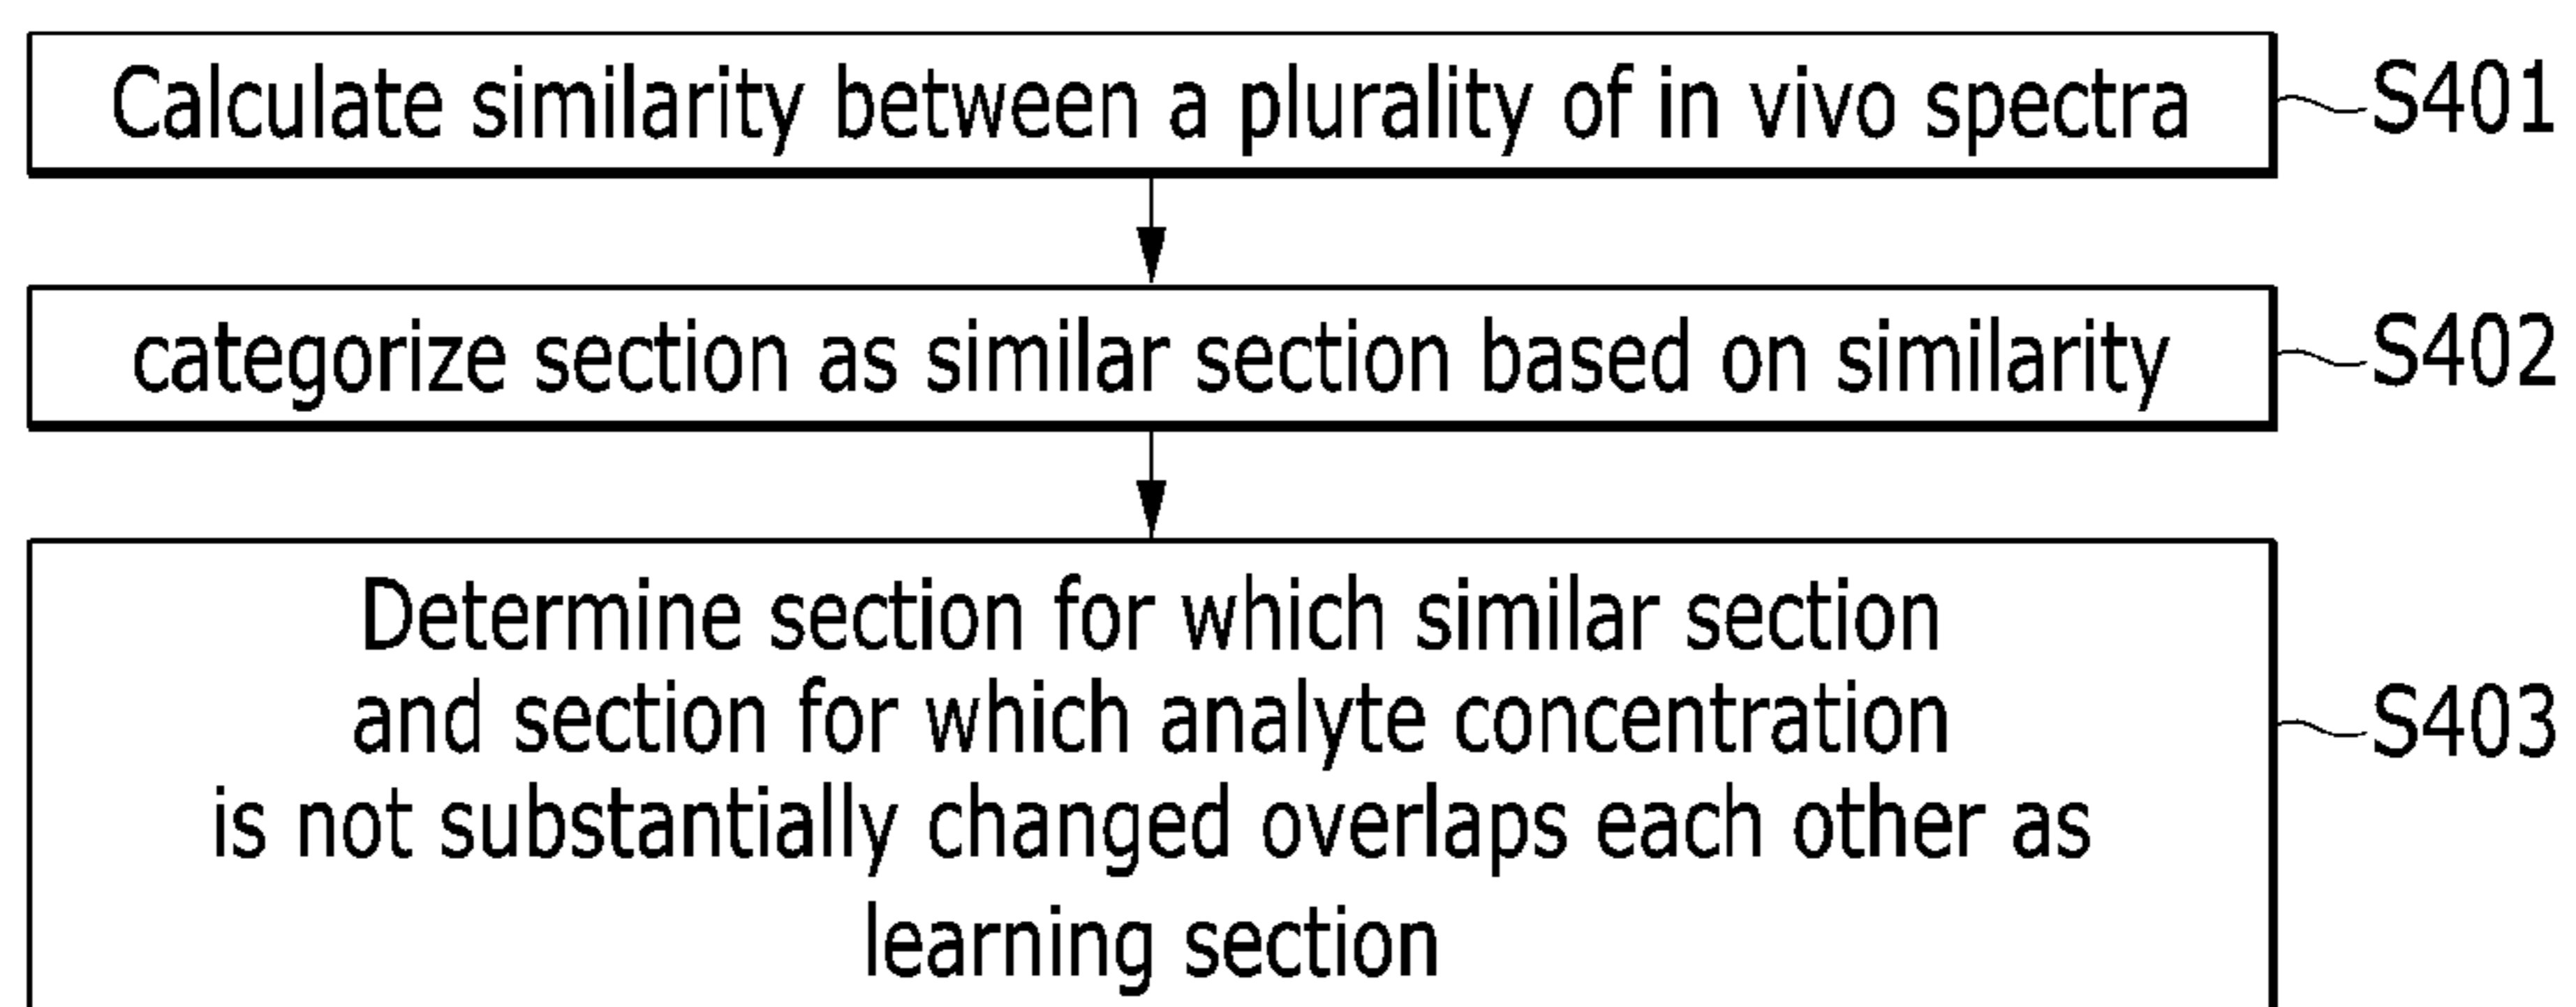 Calculate similarity between a plurality of in vivo spectra
S401
categorize section as similar section based on similarity
S402
Determine section for which similar section
and section for which analyte concentration
is not substantially changed overlaps each other as
learning section
S403